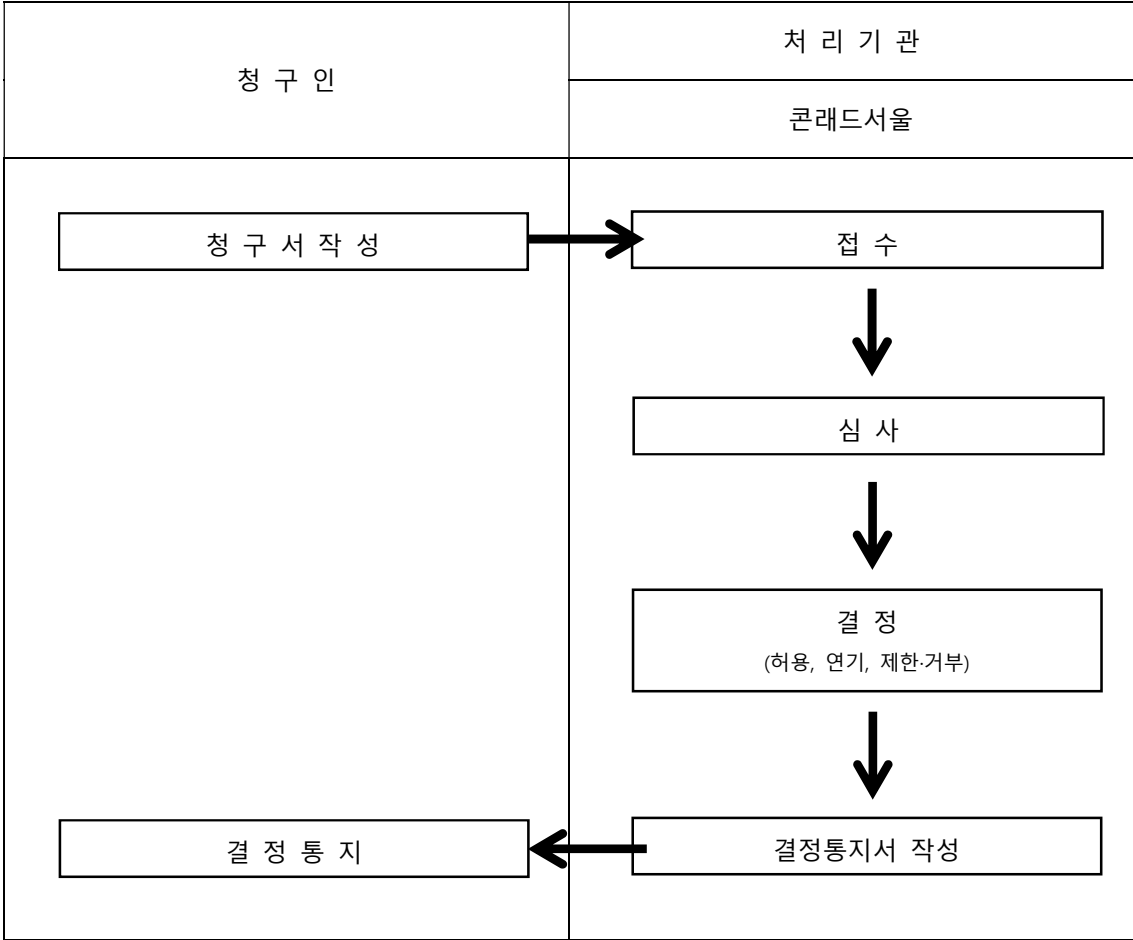 청 구 인
처 리 기 관
콘래드서울
청 구 서 작 성
접 수
심 사
결 정
(허용, 연기, 제한·거부)
결정통지서 작성
결 정 통 지